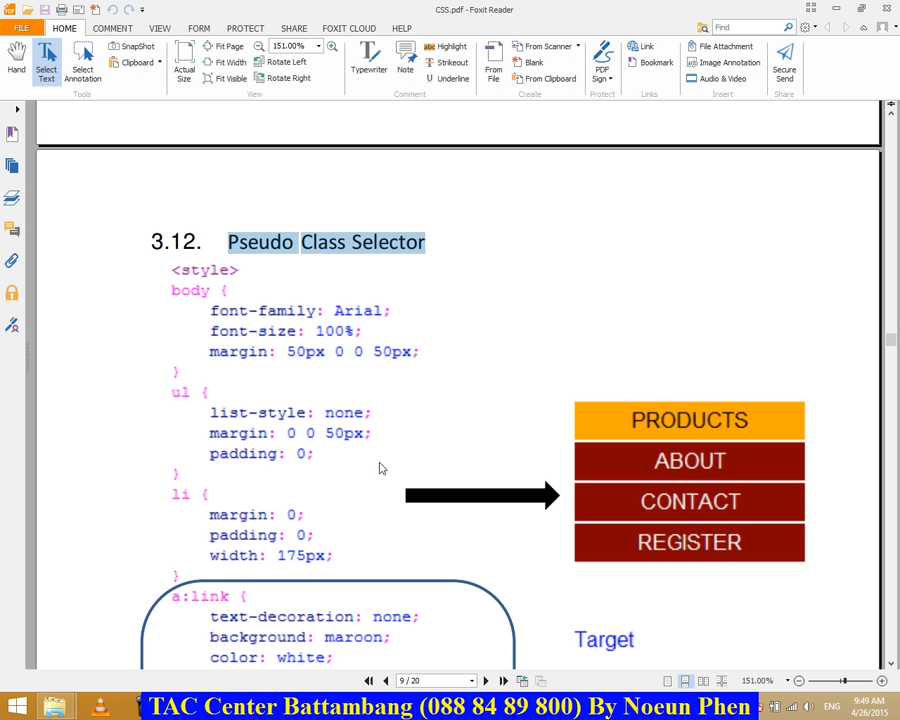 CSS.pdf - Foxit Reader
FILE HOME COMMENT VIEW FORM PROTECT SHARE FOXIT CLOUD HELP
Find
Hand
Select Text
Select Annotation
SnapShot
Clipboard
Tools
Actual Size
Fit Page
Fit Width
Fit Visible
151.00%
Rotate Left
Rotate Right
View
Typewriter
Note
Highlight
Strikeout
Underline
Comment
From File
From Scanner
Blank
From Clipboard
Create
PDF Sign
Protect
Link
Bookmark
Links
File Attachment
Image Annotation
Audio & Video
Insert
Secure Send
Share
3.12. Pseudo Class Selector
<style>
body {
font-family: Arial;
font-size: 100%;
margin: 50px 0 0 50px;
}
ul {
list-style: none;
margin: 0 0 50px;
padding: 0;
}
li {
margin: 0;
padding: 0;
width: 175px;
}
a:link {
text-decoration: none;
background: maroon;
color: white;
PRODUCTS
ABOUT
CONTACT
REGISTER
Target
9 / 20
151.00%
TAC Center Battambang (088 84 89 800) By Noeun Phen
ENG
9:49 AM
4/26/2015